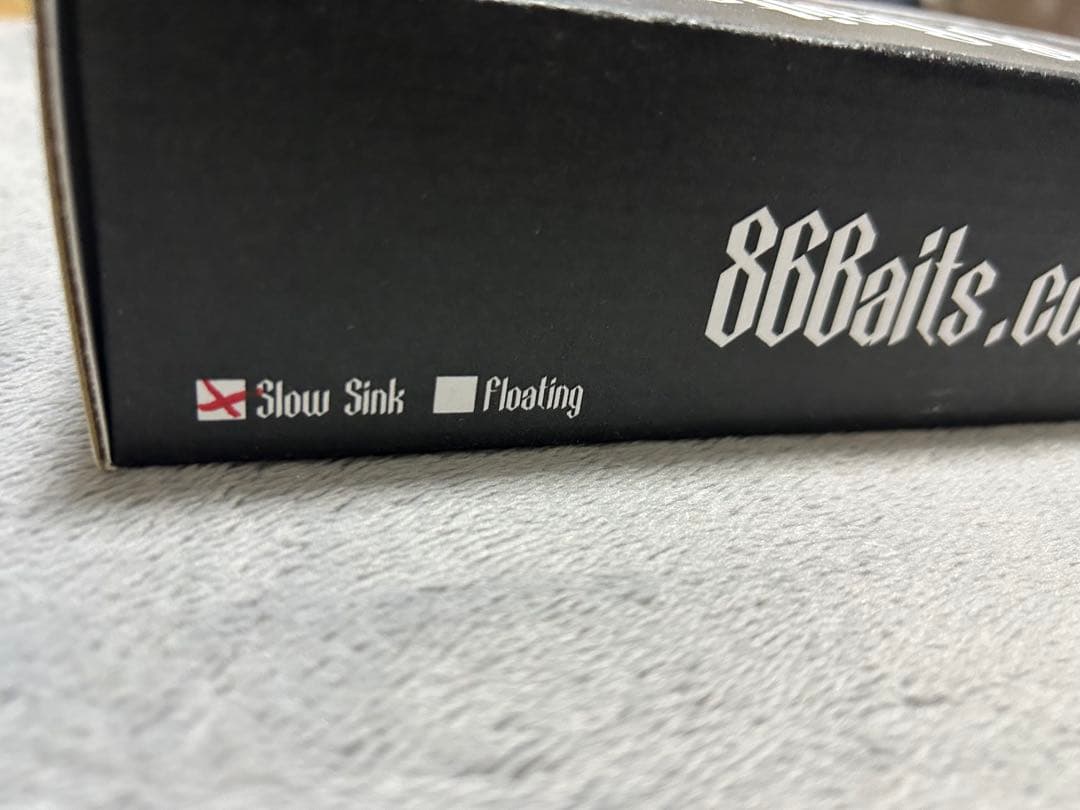 86Baits.co
Slow Sink Floating